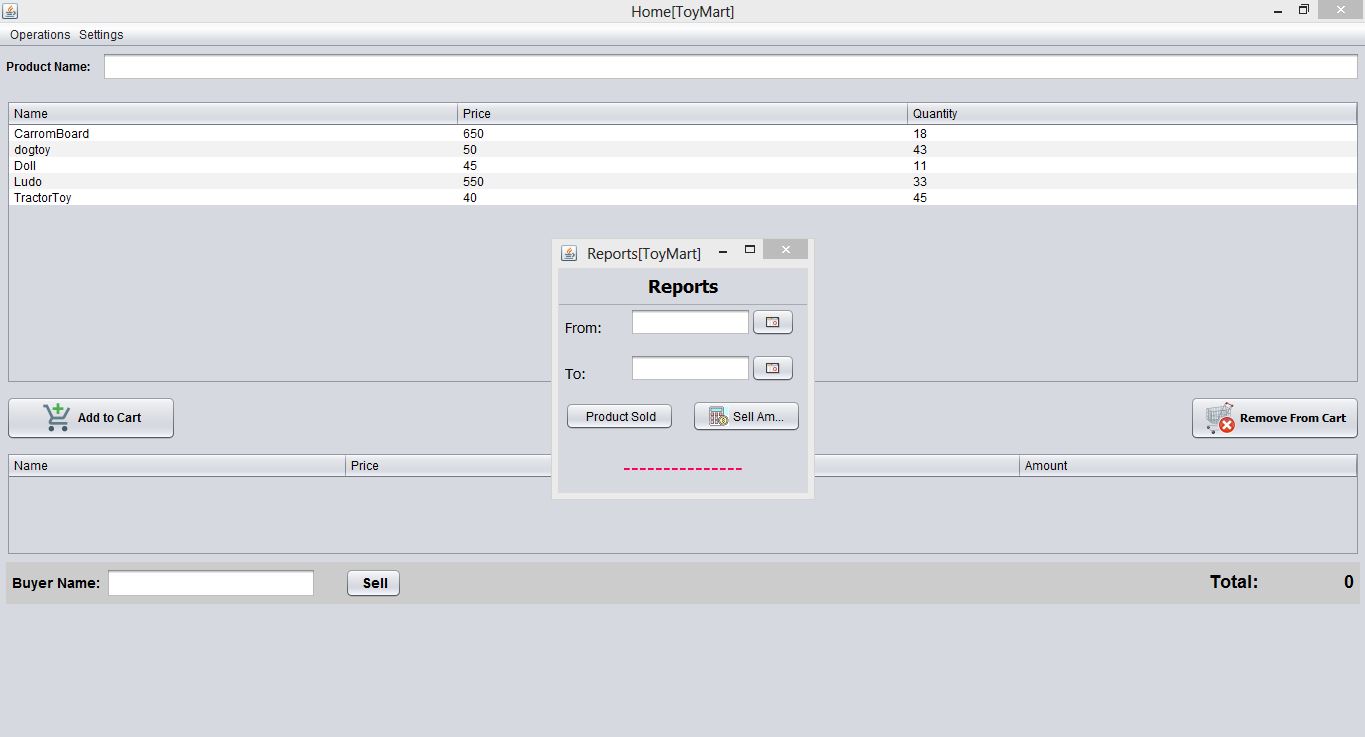 Home[ToyMart]
Operations Settings
Product Name:
Name Price Quantity
CarromBoard 650 18
dogtoy 50 43
Doll 45 11
Ludo 550 33
TractorToy 40 45
Reports[ToyMart]
Reports
From:
To:
Product Sold Sell Am...
---------------
Add to Cart Remove From Cart
Name Price Amount
Buyer Name: Sell Total: 0